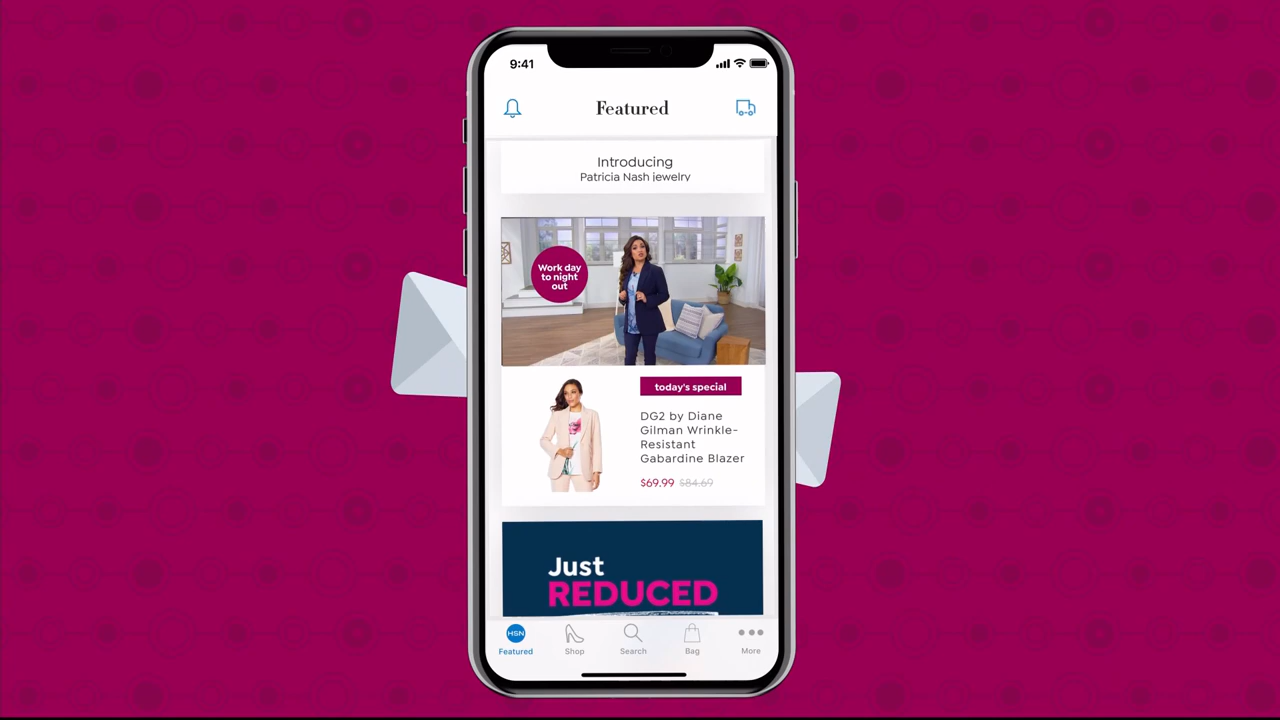 9:41
Featured
Introducing
Patricia Nash jewelry
Work day
to night
out
today's special
DG2 by Diane
Gilman Wrinkle-
Resistant
Gabardine Blazer
$69.99 $84.69
Just
REDUCED
HSN
Featured
Shop
Search
Bag
More